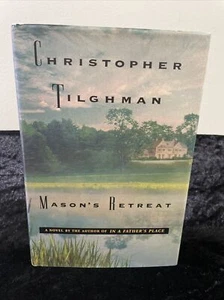 CHRISTOPHER
TILGHMAN
MASON'S RETREAT
A NOVEL BY THE AUTHOR OF IN A FATHER'S PLACE